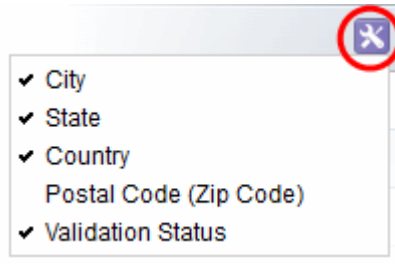 City
State
Country
Postal Code (Zip Code)
Validation Status